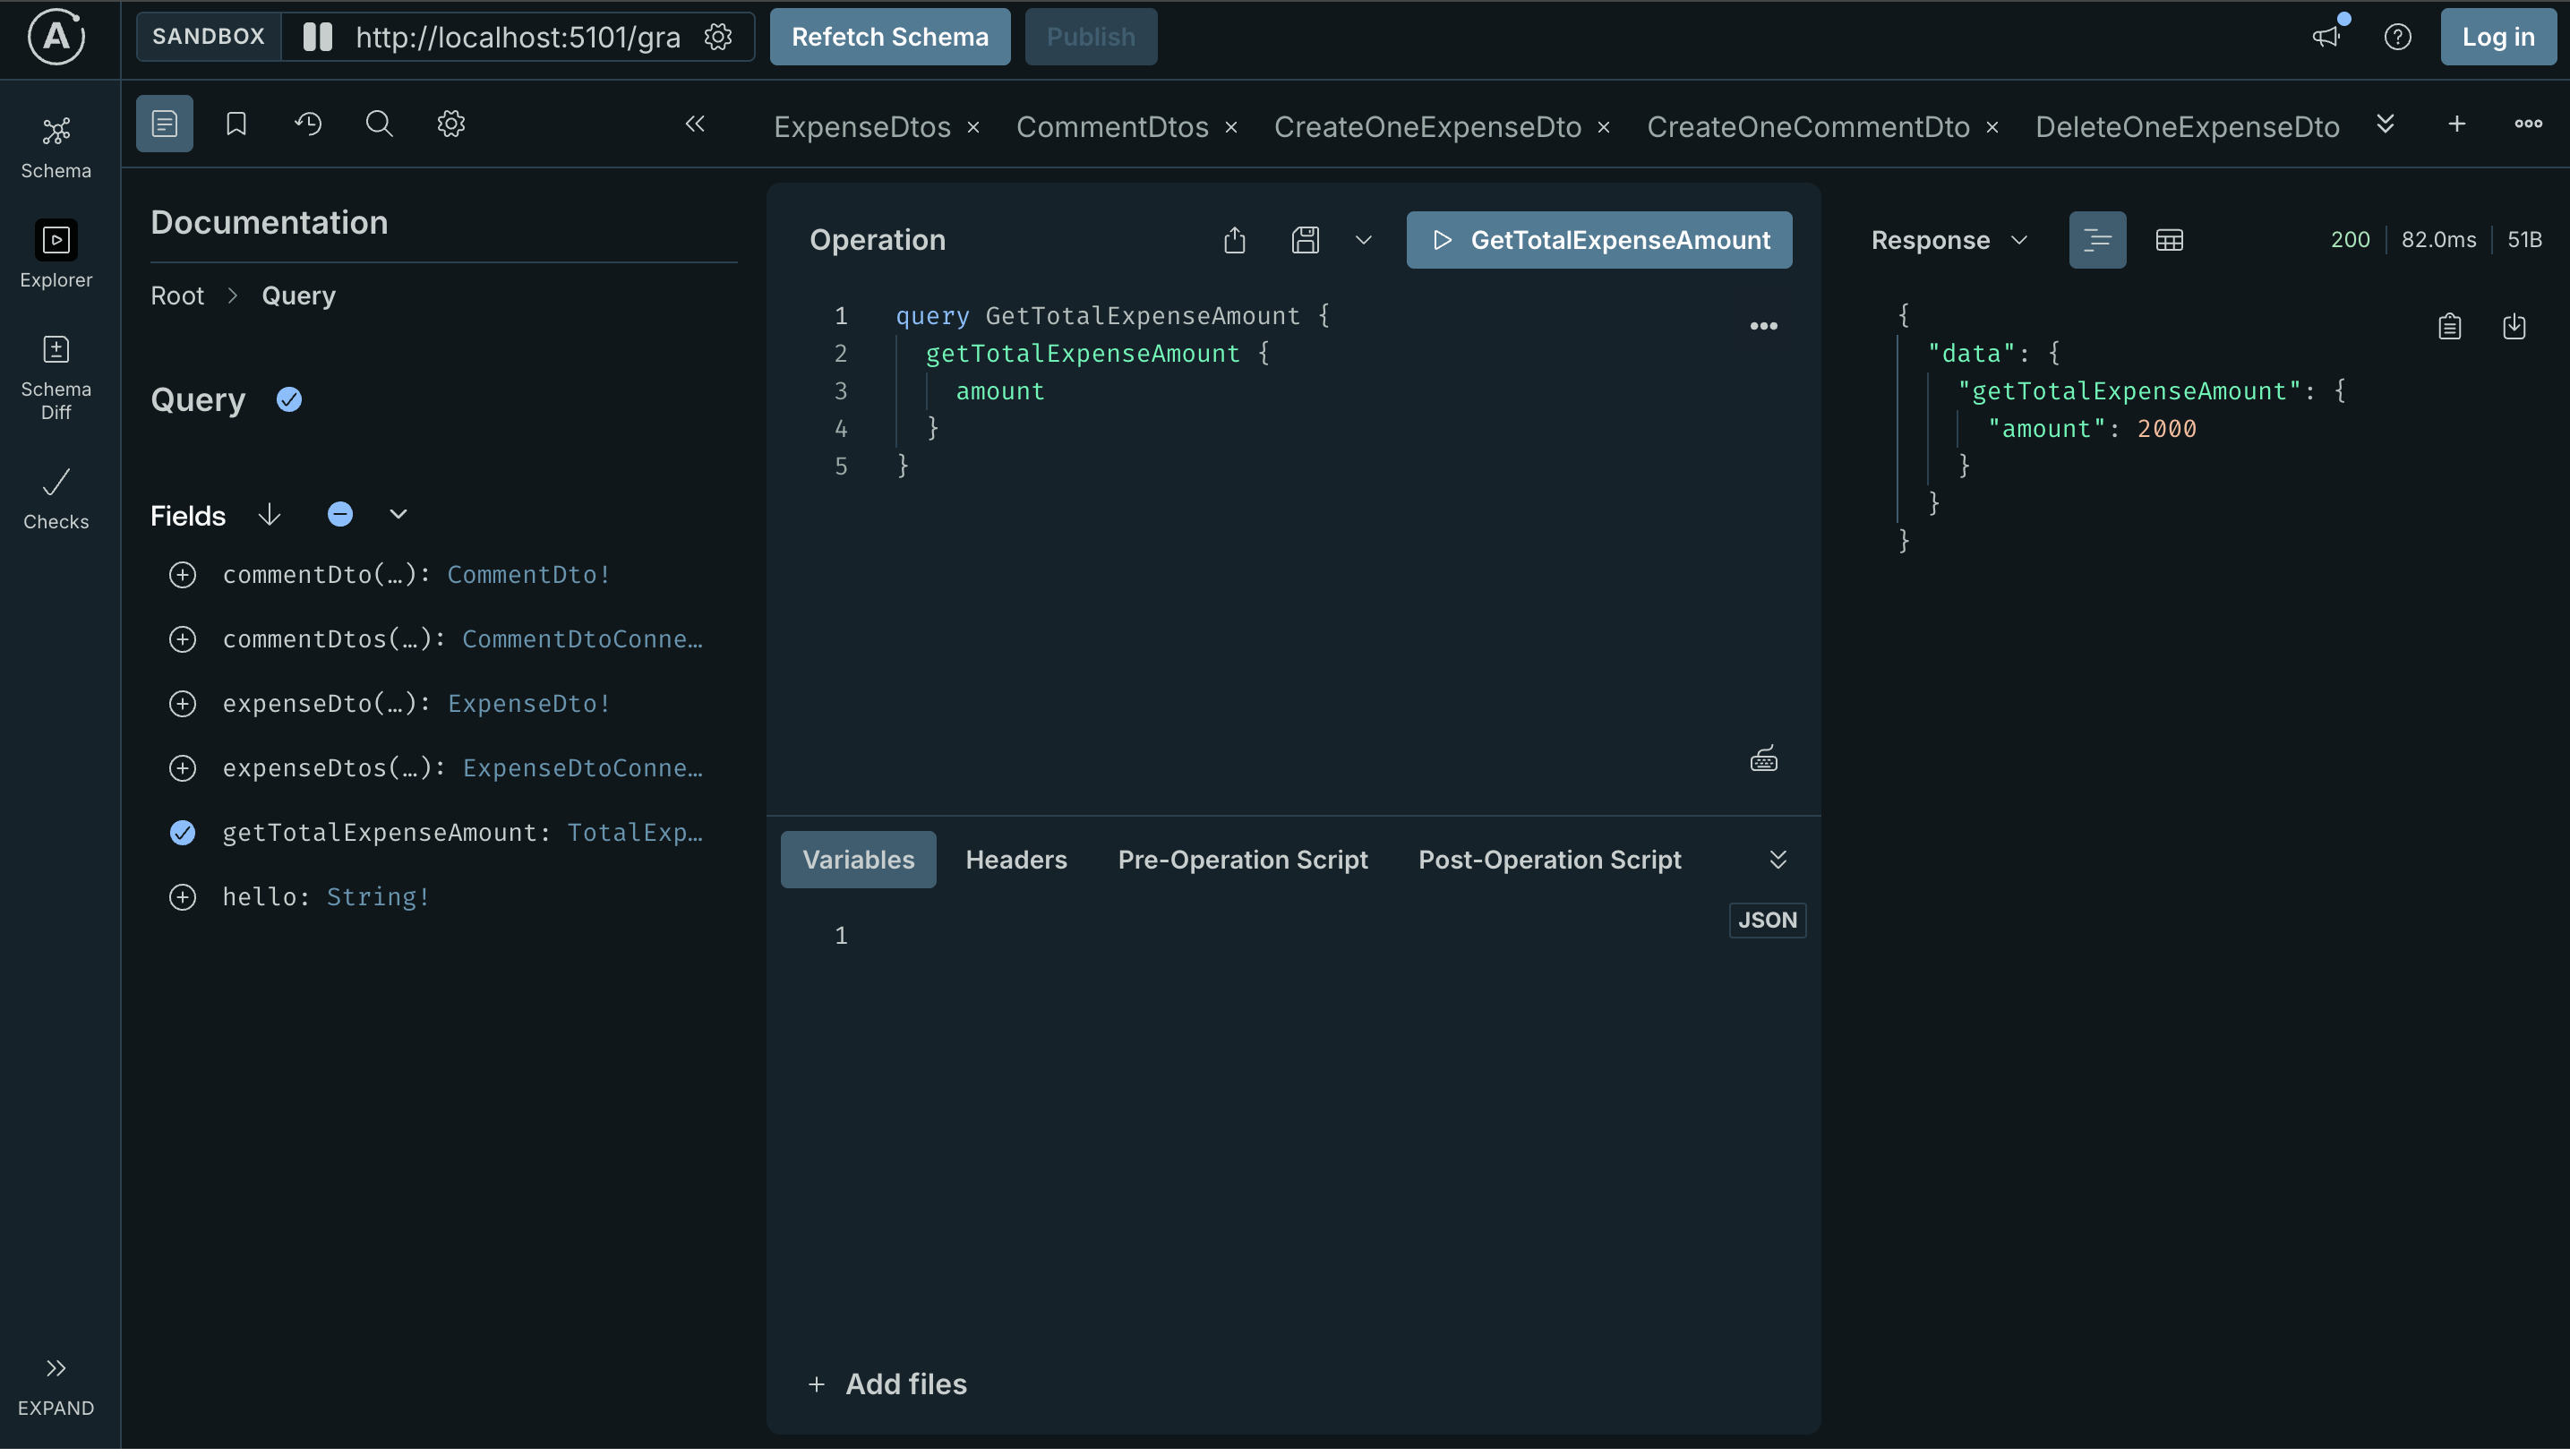 SANDBOX http://localhost:5101/gra Refetch Schema Publish Log in
ExpenseDtos CommentDtos CreateOneExpenseDto CreateOneCommentDto DeleteOneExpenseDto
Schema
Explorer
Schema
Diff
Checks
EXPAND
Documentation
Root > Query
Query
Fields
commentDto(…): CommentDto!
commentDtos(…): CommentDtoConne…
expenseDto(…): ExpenseDto!
expenseDtos(…): ExpenseDtoConne…
getTotalExpenseAmount: TotalExp…
hello: String!
Operation GetTotalExpenseAmount
1 query GetTotalExpenseAmount {
2 getTotalExpenseAmount {
3 amount
4 }
5 }
Variables Headers Pre-Operation Script Post-Operation Script
JSON
1
+ Add files
Response 200 82.0ms 51B
{
"data": {
"getTotalExpenseAmount": {
"amount": 2000
}
}
}